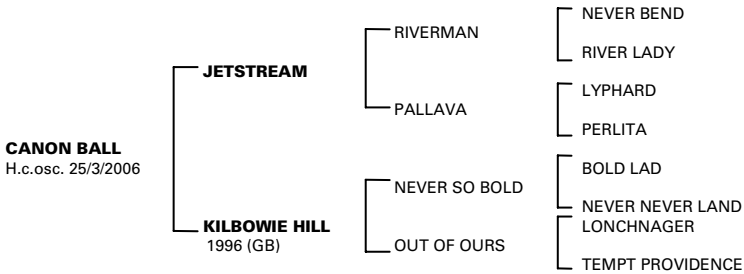 NEVER BEND
RIVERMAN
RIVER LADY
JETSTREAM
LYPHARD
PALLAVA
PERLITA
CANON BALL
H.c.osc. 25/3/2006
BOLD LAD
NEVER SO BOLD
NEVER NEVER LAND
KILBOWIE HILL
1996 (GB)
LONCHNAGER
OUT OF OURS
TEMPT PROVIDENCE